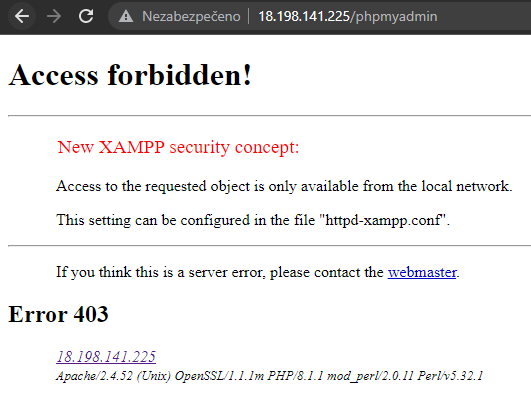 Nezabezpečeno | 18.198.141.225/phpmyadmin
Access forbidden!
New XAMPP security concept:
Access to the requested object is only available from the local network.
This setting can be configured in the file "httpd-xampp.conf".
If you think this is a server error, please contact the webmaster.
Error 403
18.198.141.225
Apache/2.4.52 (Unix) OpenSSL/1.1.1m PHP/8.1.1 mod_perl/2.0.11 Perl/v5.32.1